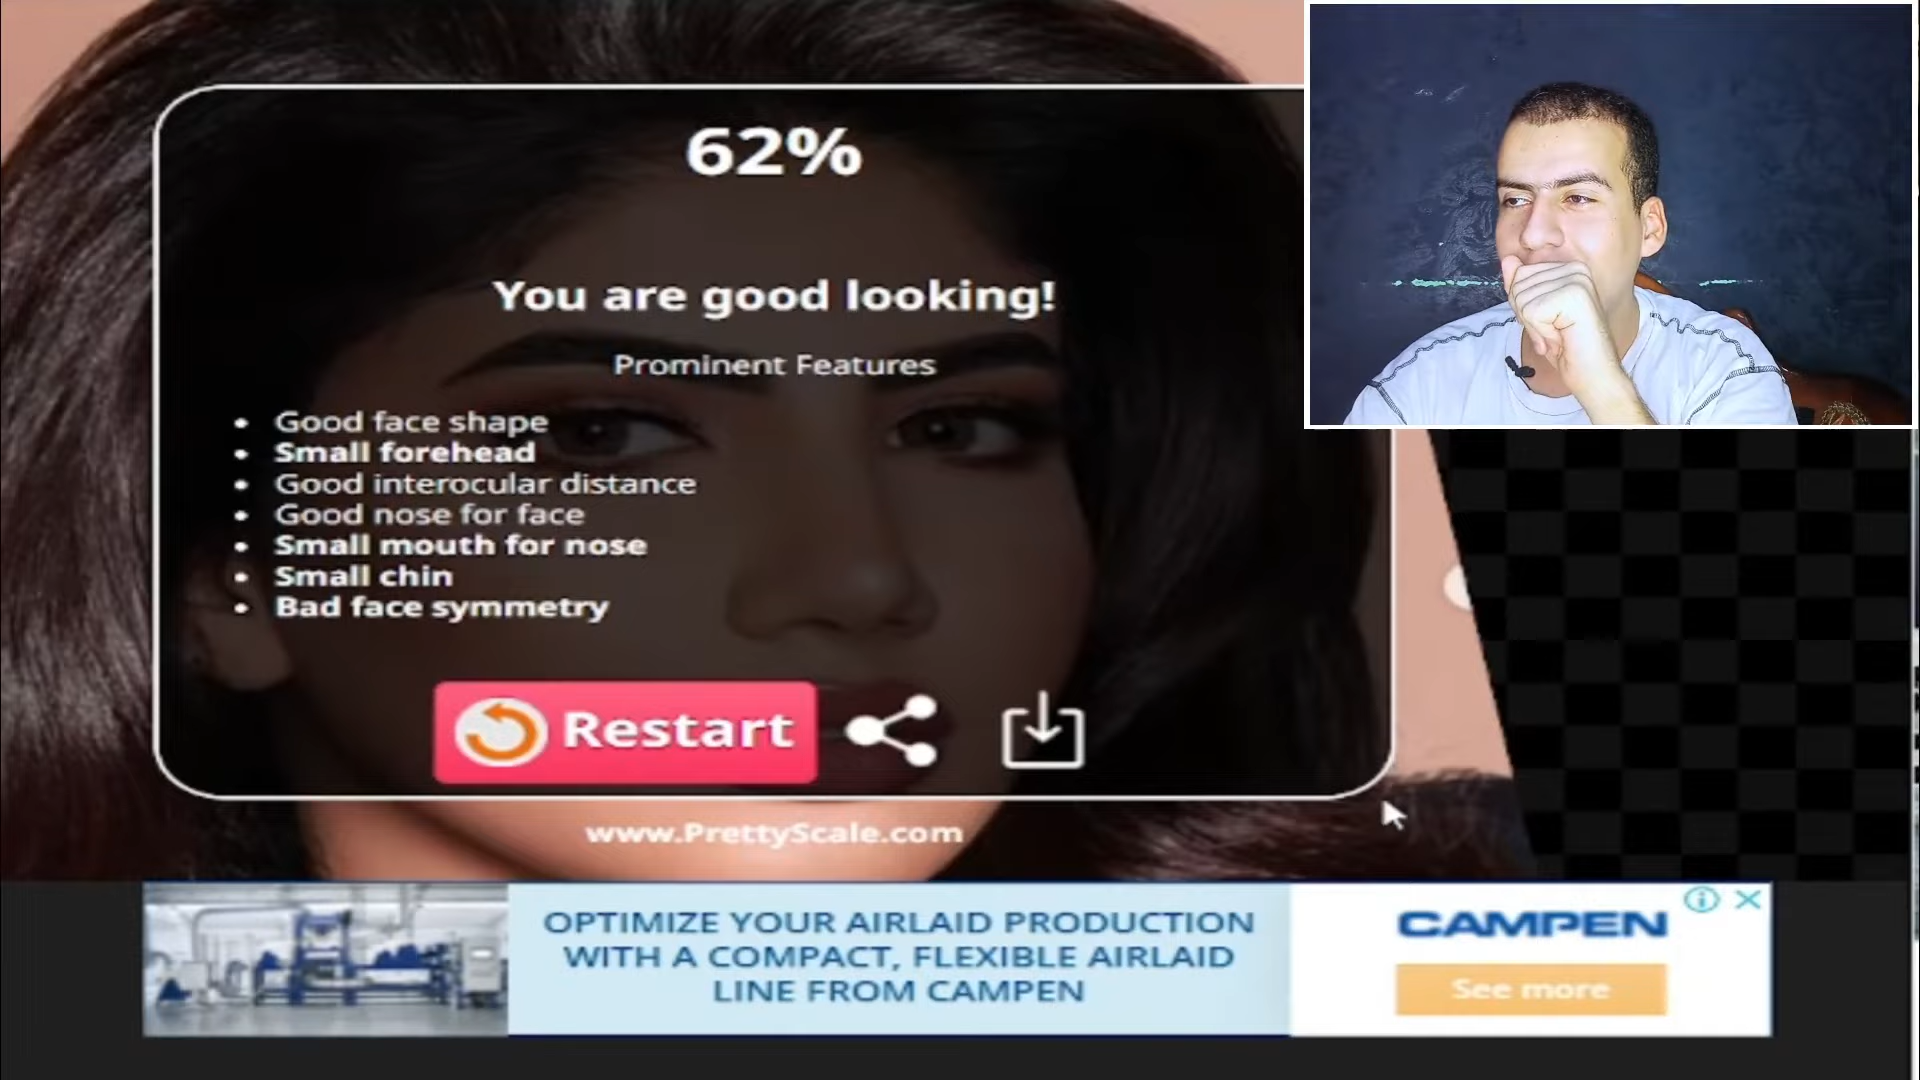 62%
You are good looking!
Prominent Features
Good face shape
Small forehead
Good interocular distance
Good nose for face
Small mouth for nose
Small chin
Bad face symmetry
Restart
www.PrettyScale.com
OPTIMIZE YOUR AIRLAID PRODUCTION
WITH A COMPACT, FLEXIBLE AIRLAID
LINE FROM CAMPEN
CAMPEN
See more